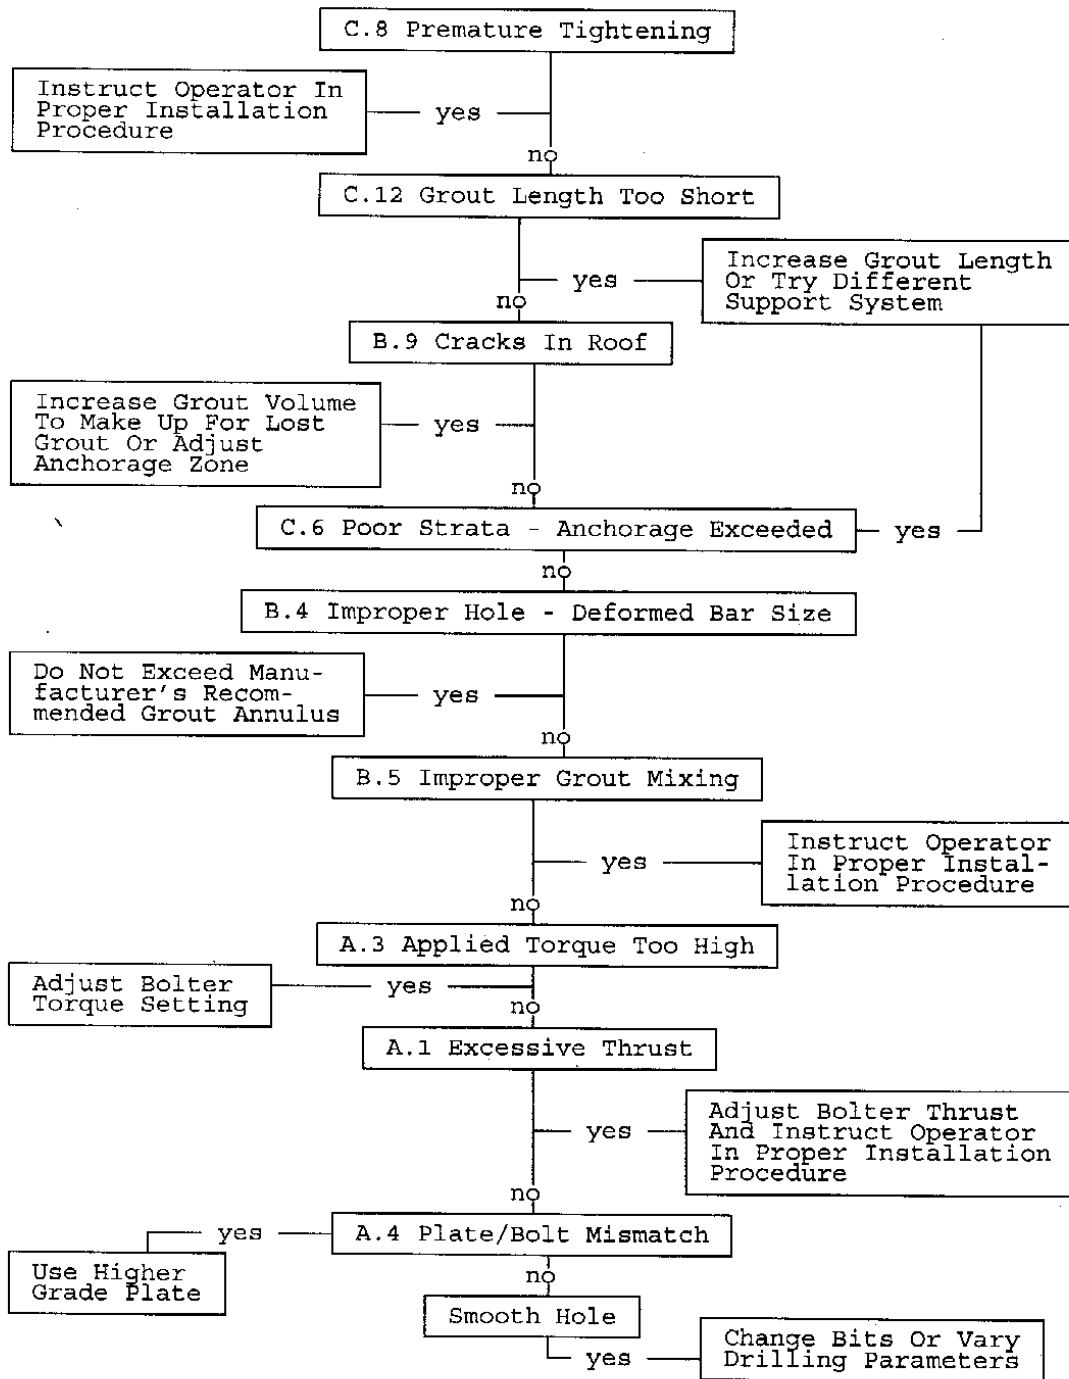 C.8 Premature Tightening
Instruct Operator In
Proper Installation
Procedure
yes
no
C.12 Grout Length Too Short
yes
Increase Grout Length
Or Try Different
Support System
no
B.9 Cracks In Roof
Increase Grout Volume
To Make Up For Lost
Grout Or Adjust
Anchorage Zone
yes
no
C.6 Poor Strata - Anchorage Exceeded
yes
no
B.4 Improper Hole - Deformed Bar Size
Do Not Exceed Manu-
facturer's Recom-
mended Grout Annulus
yes
no
B.5 Improper Grout Mixing
yes
Instruct Operator
In Proper Instal-
lation Procedure
no
A.3 Applied Torque Too High
Adjust Bolter
Torque Setting
yes
no
A.1 Excessive Thrust
yes
Adjust Bolter Thrust
And Instruct Operator
In Proper Installation
Procedure
no
A.4 Plate/Bolt Mismatch
yes
Use Higher
Grade Plate
no
Smooth Hole
yes
Change Bits Or Vary
Drilling Parameters